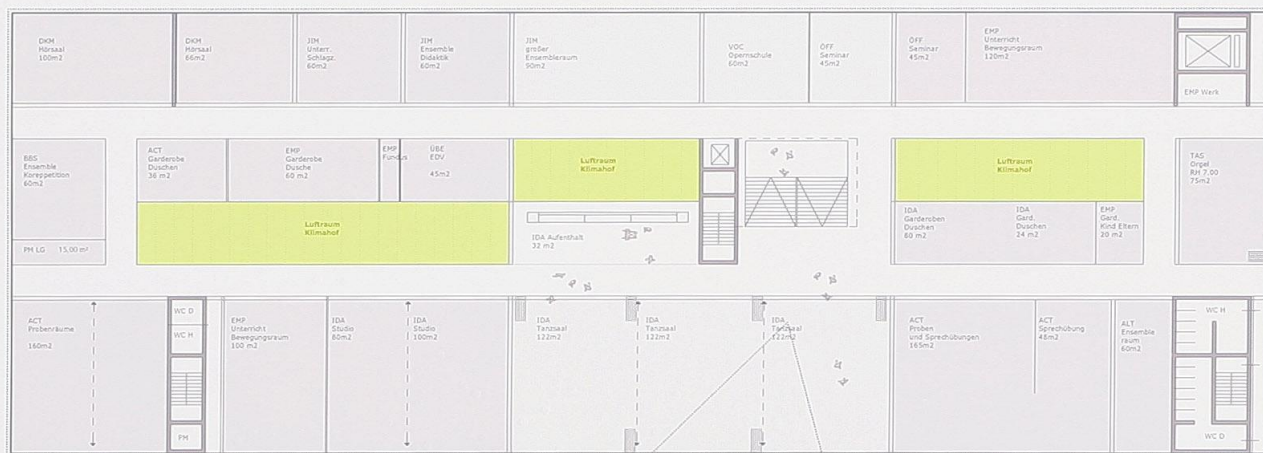 DKM
Hörsaal
100m2
DKM
Hörsaal
66m2
JIM
Unterr.
Schlagz.
60m2
JIM
Ensemble
Didaktik
60m2
JIM
großer
Ensembleraum
90m2
VOC
Opernschule
60m2
ÖFF
Seminar
45m2
ÖFF
Seminar
45m2
EMP
Unterricht
Bewegungsraum
120m2
EMP Werk
BBS
Ensemble
Korepetition
60m2
PM LG 15,00 m²
ACT
Garderobe
Duschen
36 m2
EMP
Garderobe
Dusche
60 m2
EMP
Fundus
ÜBE
EDV
45m2
Luftraum
Klimahof
Luftraum
Klimahof
TAS
Orgel
RH 7.00
75m2
Luftraum
Klimahof
IDA Aufenthalt
32 m2
IDA
Garderoben
Duschen
60 m2
IDA
Gard.
Duschen
24 m2
EMP
Gard.
Kind Eltern
20 m2
ACT
Probenräume
160m2
WC D
WC H
PM
EMP
Unterricht
Bewegungsraum
100 m2
IDA
Studio
80m2
IDA
Studio
100m2
IDA
Tanzsaal
122m2
IDA
Tanzsaal
122m2
IDA
Tanzsaal
122m2
ACT
Proben
und Sprechübungen
165m2
ACT
Sprechübung
48m2
ALT
Ensemble
raum
60m2
WC H
WC D